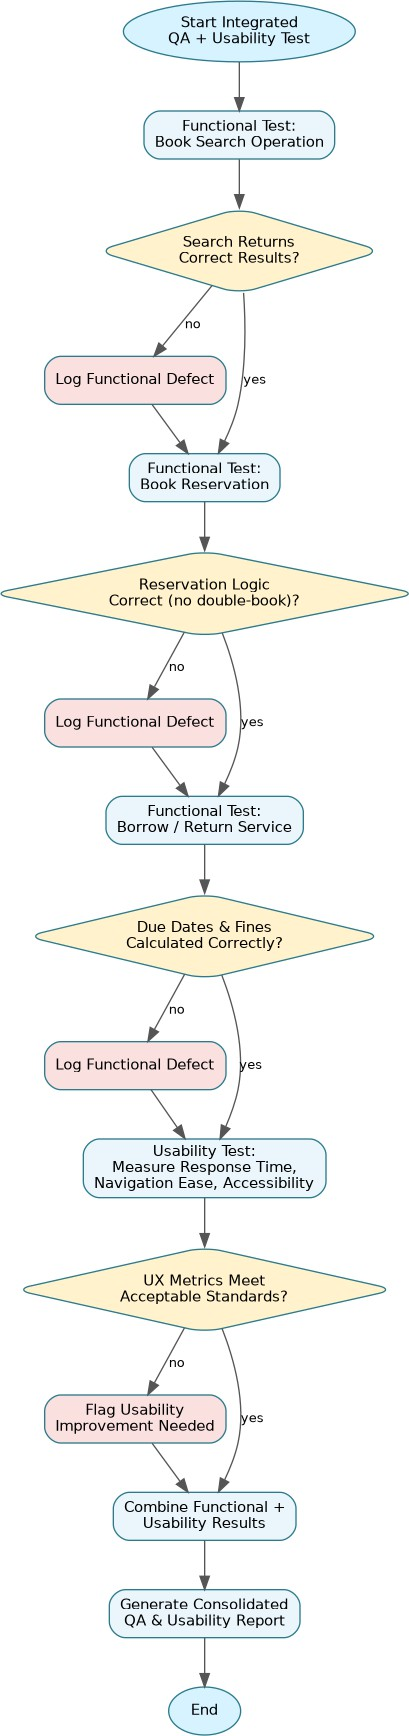 Start Integrated
QA + Usability Test
Functional Test:
Book Search Operation
Search Returns
Correct Results?
no
Log Functional Defect
yes
Functional Test:
Book Reservation
Reservation Logic
Correct (no double-book)?
no
Log Functional Defect
yes
Functional Test:
Borrow / Return Service
Due Dates & Fines
Calculated Correctly?
no
Log Functional Defect
yes
Usability Test:
Measure Response Time,
Navigation Ease, Accessibility
UX Metrics Meet
Acceptable Standards?
no
Flag Usability
Improvement Needed
yes
Combine Functional +
Usability Results
Generate Consolidated
QA & Usability Report
End